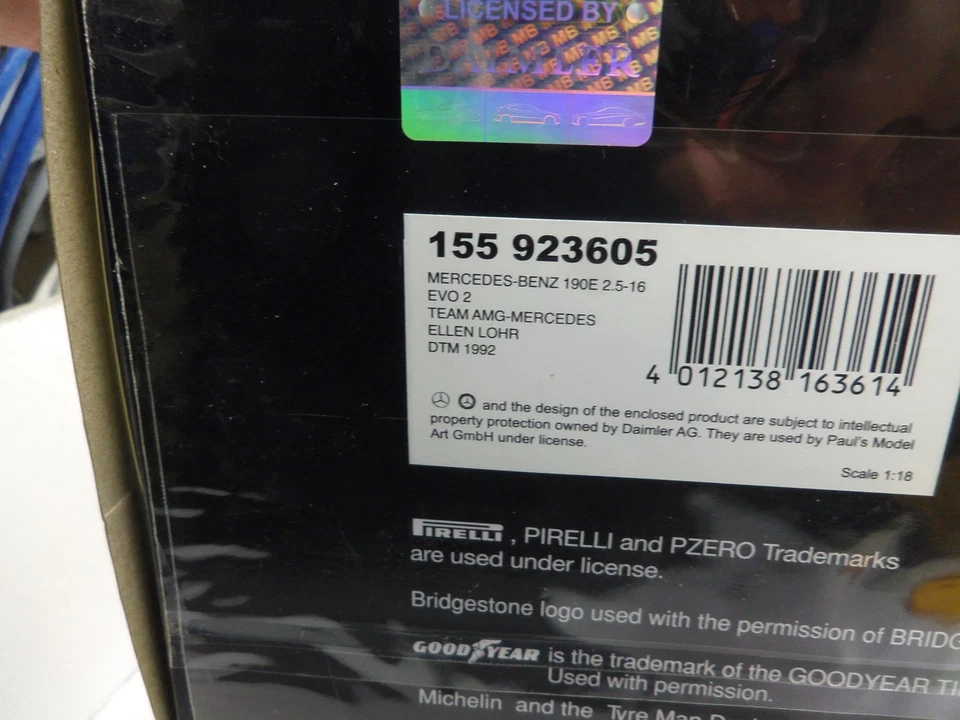 LICENSED BY
155 923605
MERCEDES-BENZ 190E 2.5-16
EVO 2
TEAM AMG-MERCEDES
ELLEN LOHR
DTM 1992
4 012138 163614
and the design of the enclosed product are subject to intellectual
property protection owned by Daimler AG. They are used by Paul's Model
Art GmbH under license.
Scale 1:18
PIRELLI, PIRELLI and PZERO Trademarks
are used under license.
Bridgestone logo used with the permission of BRIDG
GOODYEAR is the trademark of the GOODYEAR TI
Used with permission.
Michelin and the Tyre Man